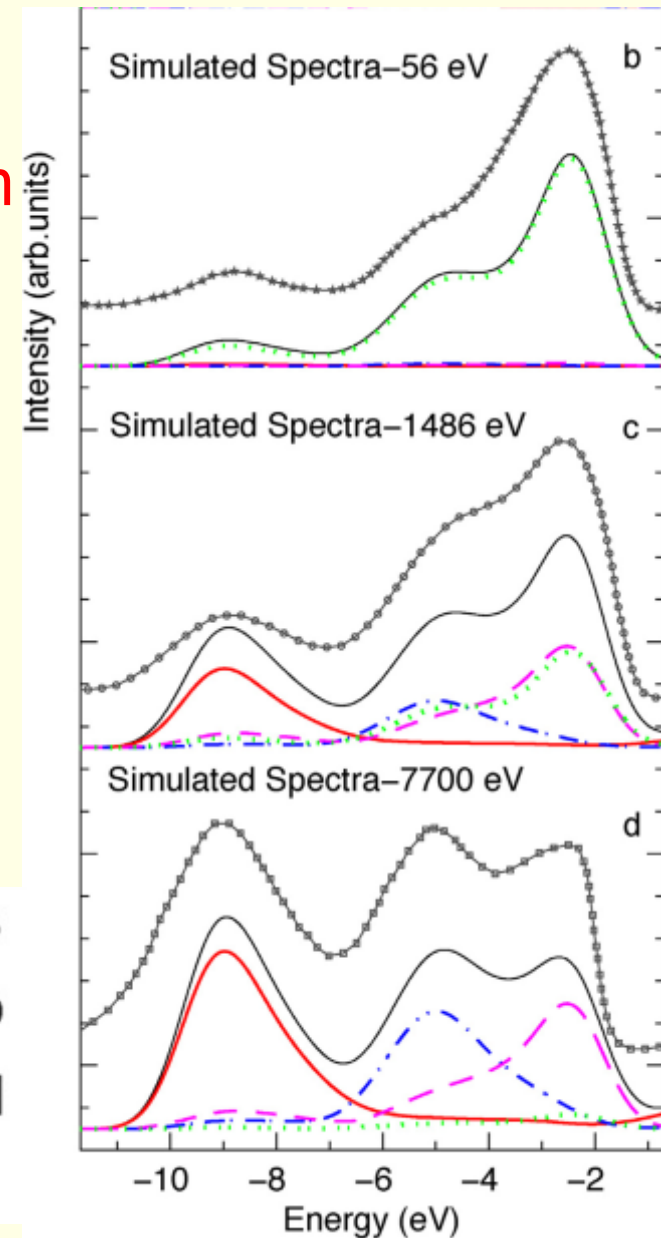 Simulated Spectra–56 eV
b
Intensity (arb.units)
Simulated Spectra–1486 eV
c
Simulated Spectra–7700 eV
d
−10 −8 −6 −4 −2
Energy (eV)